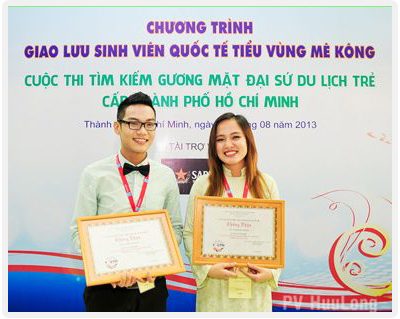 CHƯƠNG TRÌNH
GIAO LƯU SINH VIÊN QUỐC TẾ TIỂU VÙNG MÊ KÔNG
CUỘC THI TÌM KIẾM GƯƠNG MẶT ĐẠI SỨ DU LỊCH TRẺ
CẤP THÀNH PHỐ HỒ CHÍ MINH
Thành Chí Minh, ngày 08 năm 2013
TÀI TRỢ
PV HuuLong